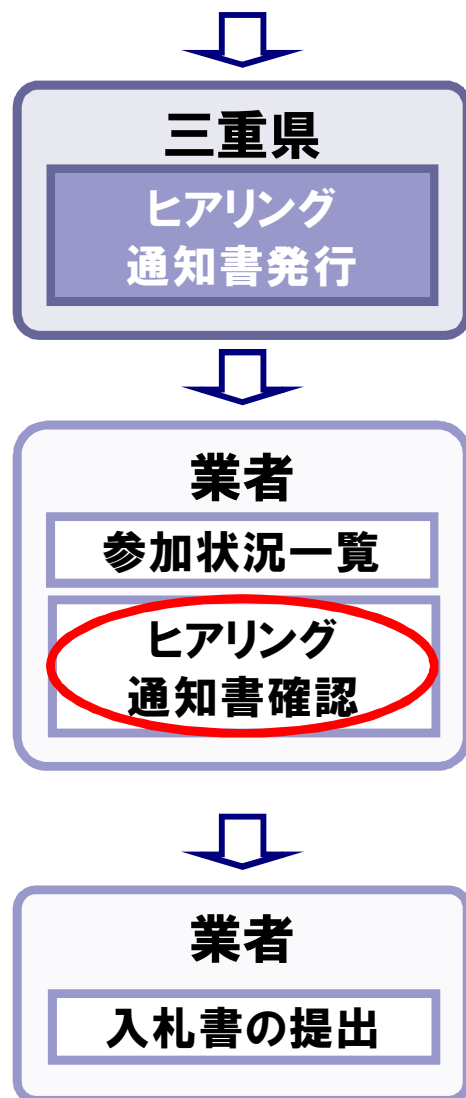 三重県
ヒアリング
通知書発行
業者
参加状況一覧
ヒアリング
通知書確認
業者
入札書の提出